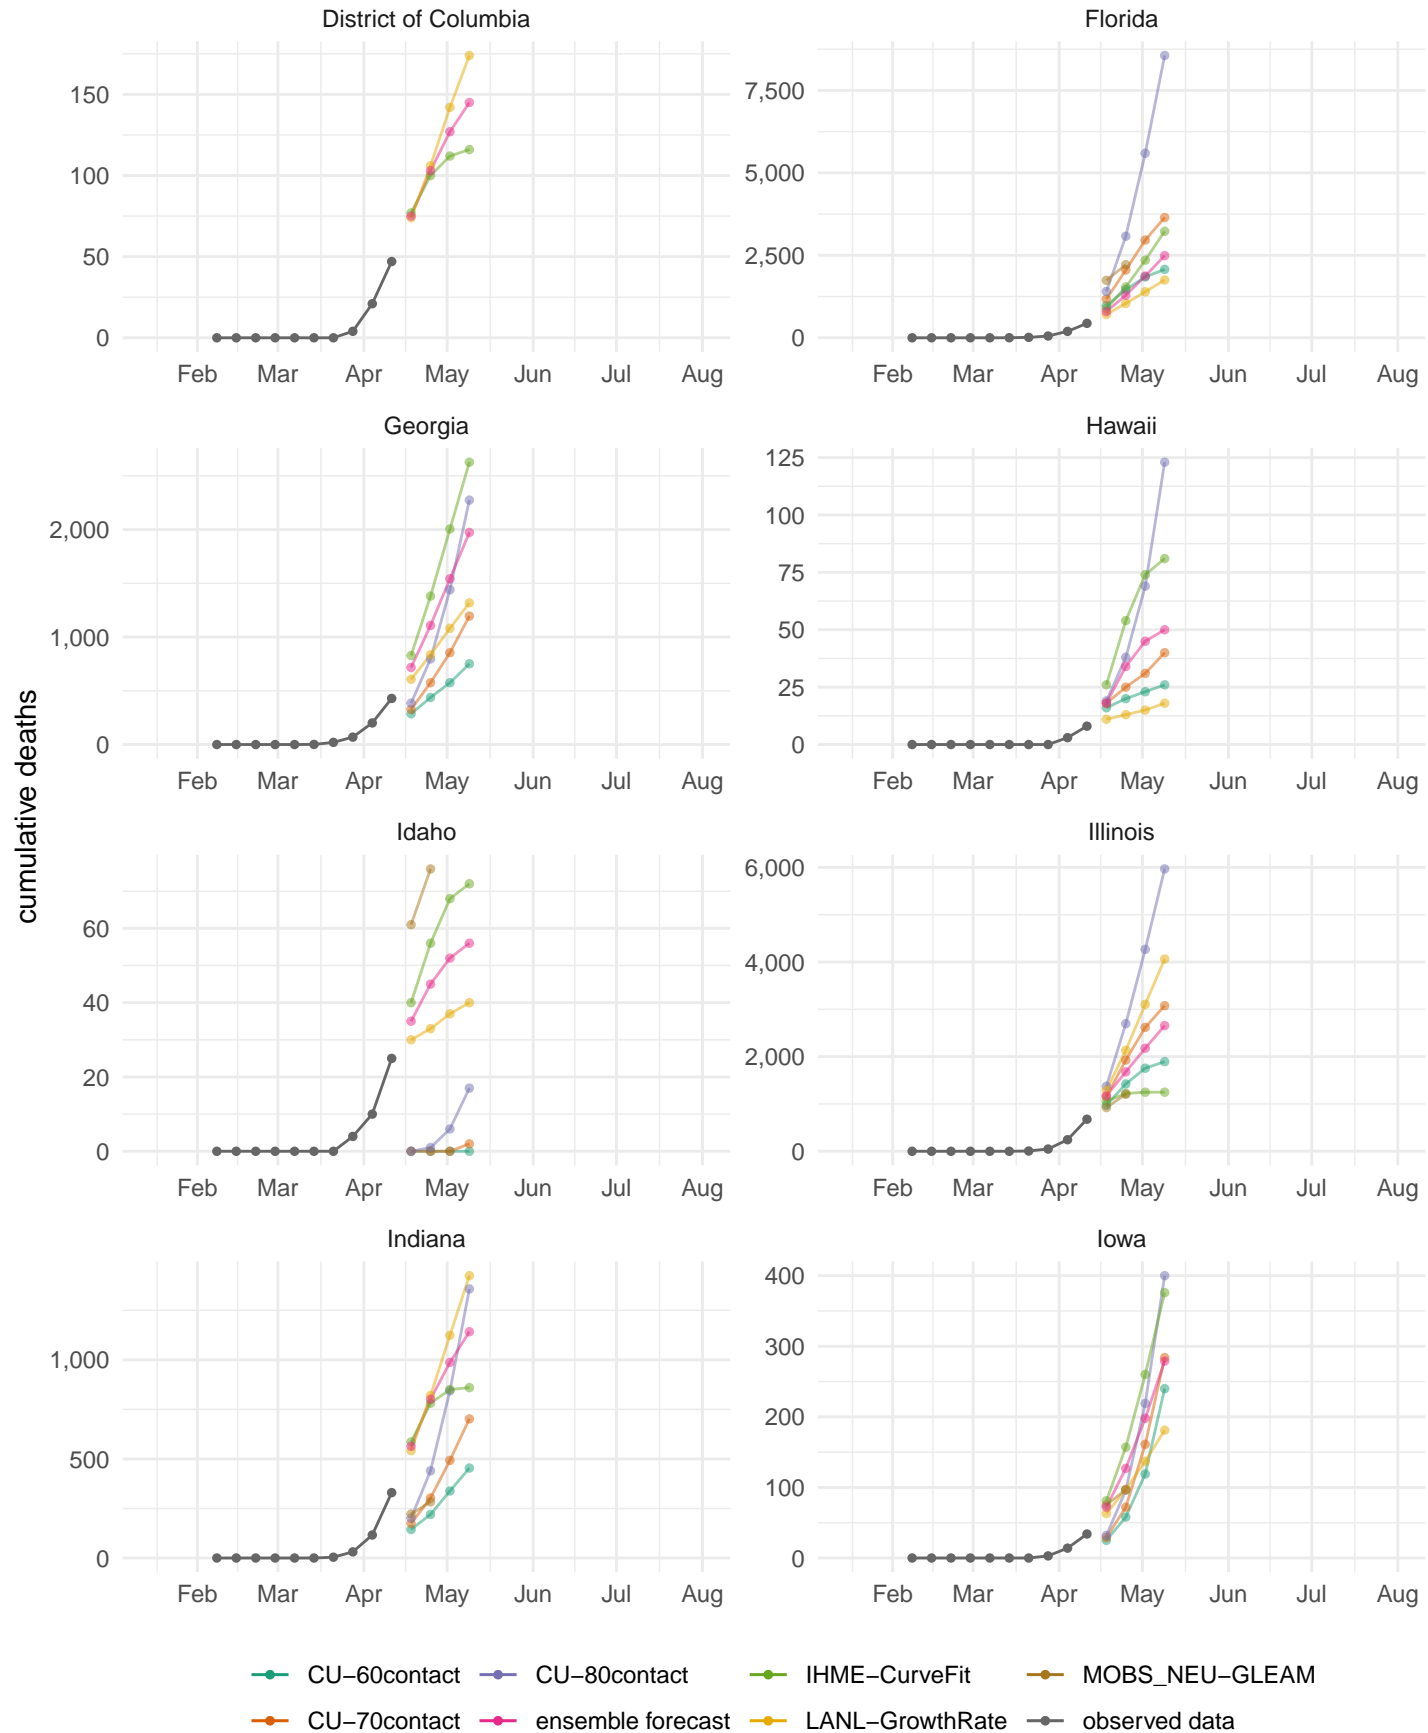 District of Columbia
Florida
150
100
50
0
7,500
5,000
2,500
0
Feb Mar Apr May Jun Jul Aug
Feb Mar Apr May Jun Jul Aug
Georgia
Hawaii
2,000
1,000
0
125
100
75
50
25
0
Feb Mar Apr May Jun Jul Aug
Feb Mar Apr May Jun Jul Aug
cumulative deaths
Idaho
Illinois
60
40
20
0
6,000
4,000
2,000
0
Feb Mar Apr May Jun Jul Aug
Feb Mar Apr May Jun Jul Aug
Indiana
Iowa
1,000
500
0
400
300
200
100
0
Feb Mar Apr May Jun Jul Aug
Feb Mar Apr May Jun Jul Aug
CU−60contact CU−80contact IHME−CurveFit MOBS_NEU−GLEAM
CU−70contact ensemble forecast LANL−GrowthRate observed data